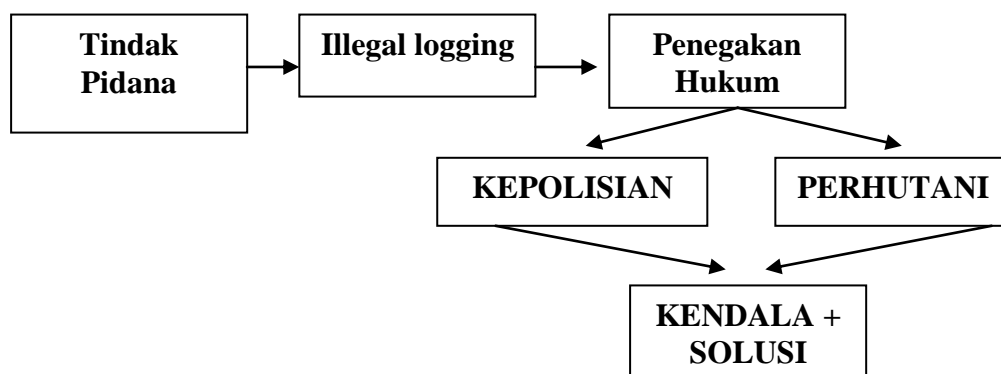 Tindak
Pidana
Illegal logging
Penegakan
Hukum
KEPOLISIAN
PERHUTANI
KENDALA +
SOLUSI